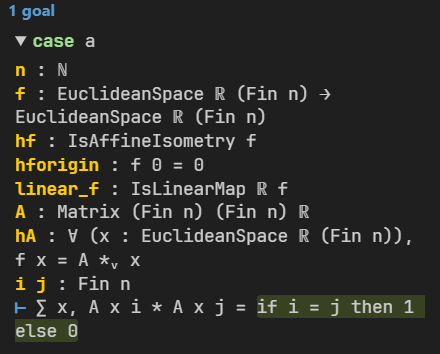 1 goal
▼ case a
n : ℕ
f : EuclideanSpace ℝ (Fin n) →
EuclideanSpace ℝ (Fin n)
hf : IsAffineIsometry f
hforigin : f 0 = 0
linear_f : IsLinearMap ℝ f
A : Matrix (Fin n) (Fin n) ℝ
hA : ∀ (x : EuclideanSpace ℝ (Fin n)),
f x = A *ᵥ x
i j : Fin n
⊢ ∑ x, A x i * A x j = if i = j then 1
else 0